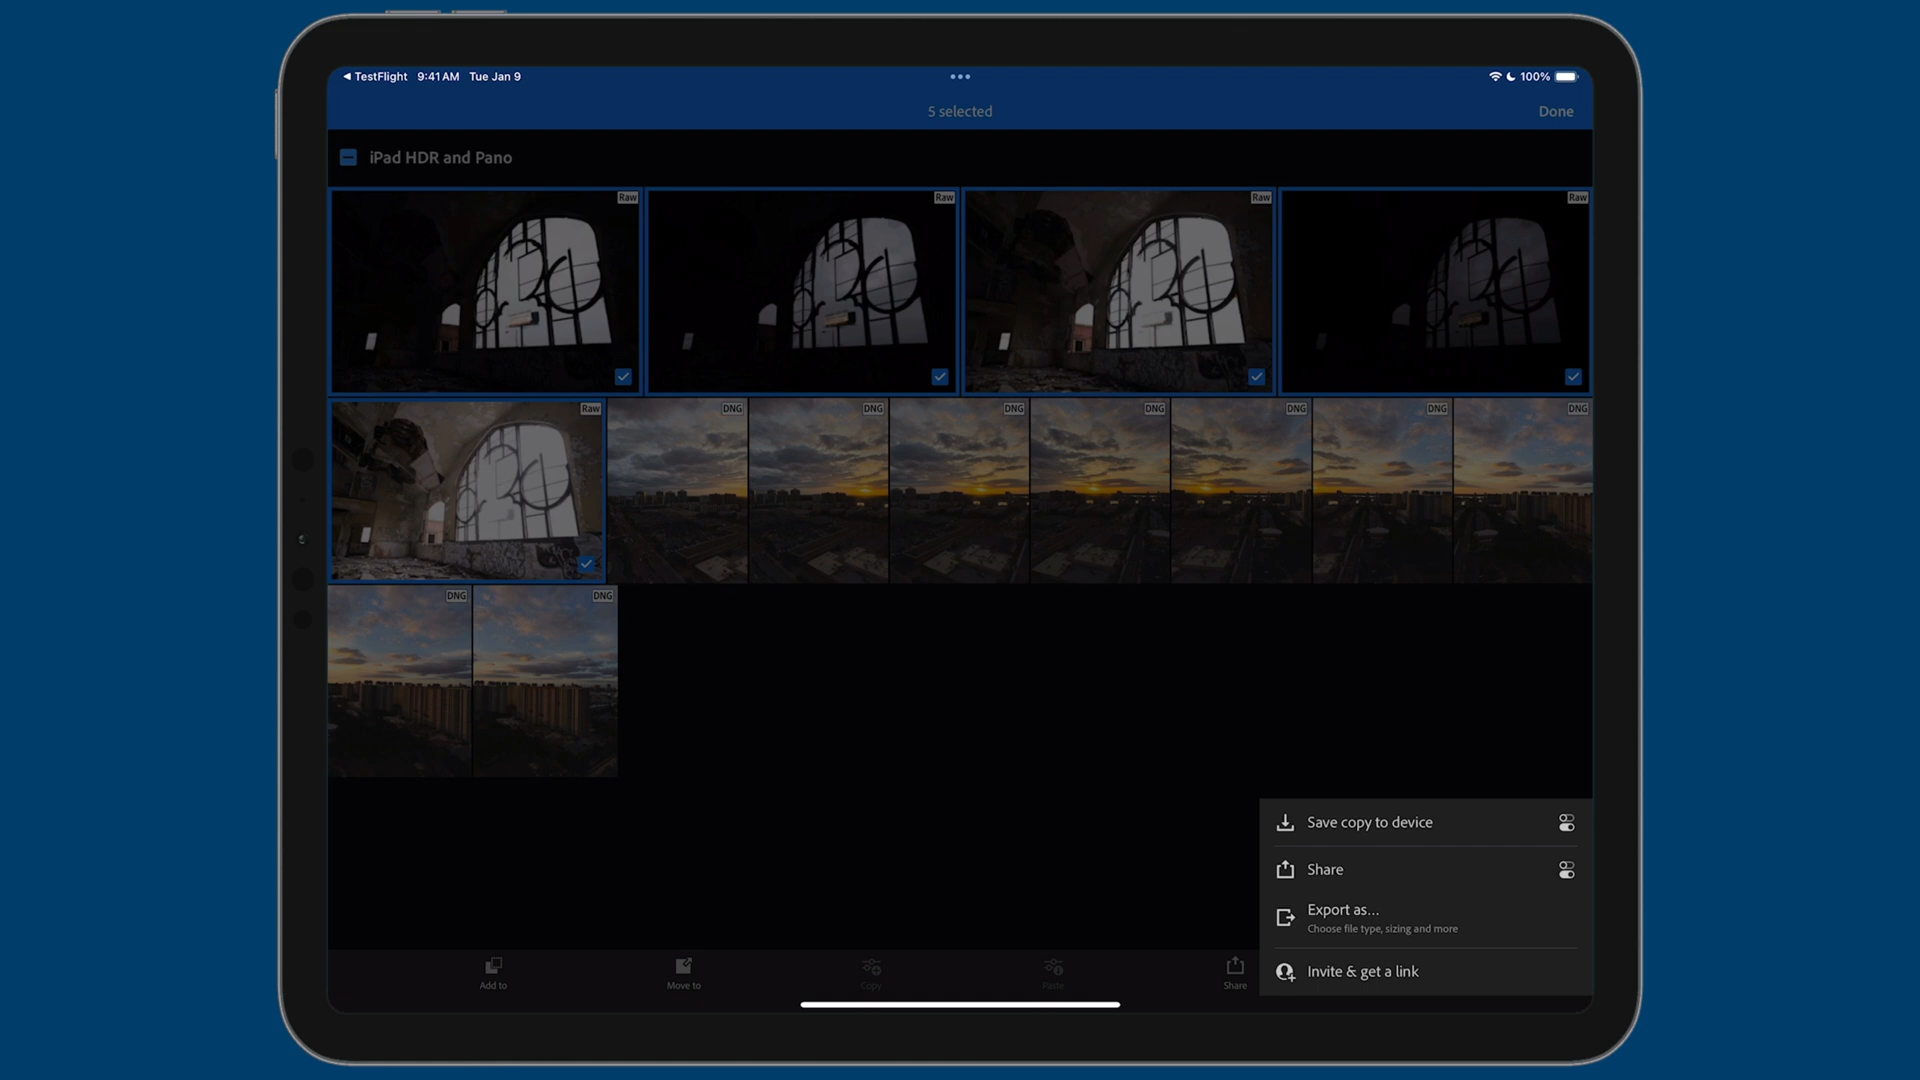 ◀ TestFlight 9:41 AM Tue Jan 9
100%
5 selected
Done
iPad HDR and Pano
Raw
Raw
Raw
Raw
Raw
DNG
DNG
DNG
DNG
DNG
DNG
DNG
DNG
DNG
Save copy to device
Share
Export as...
Choose file type, sizing and more
Invite & get a link
Add to
Move to
Copy
Paste
Share